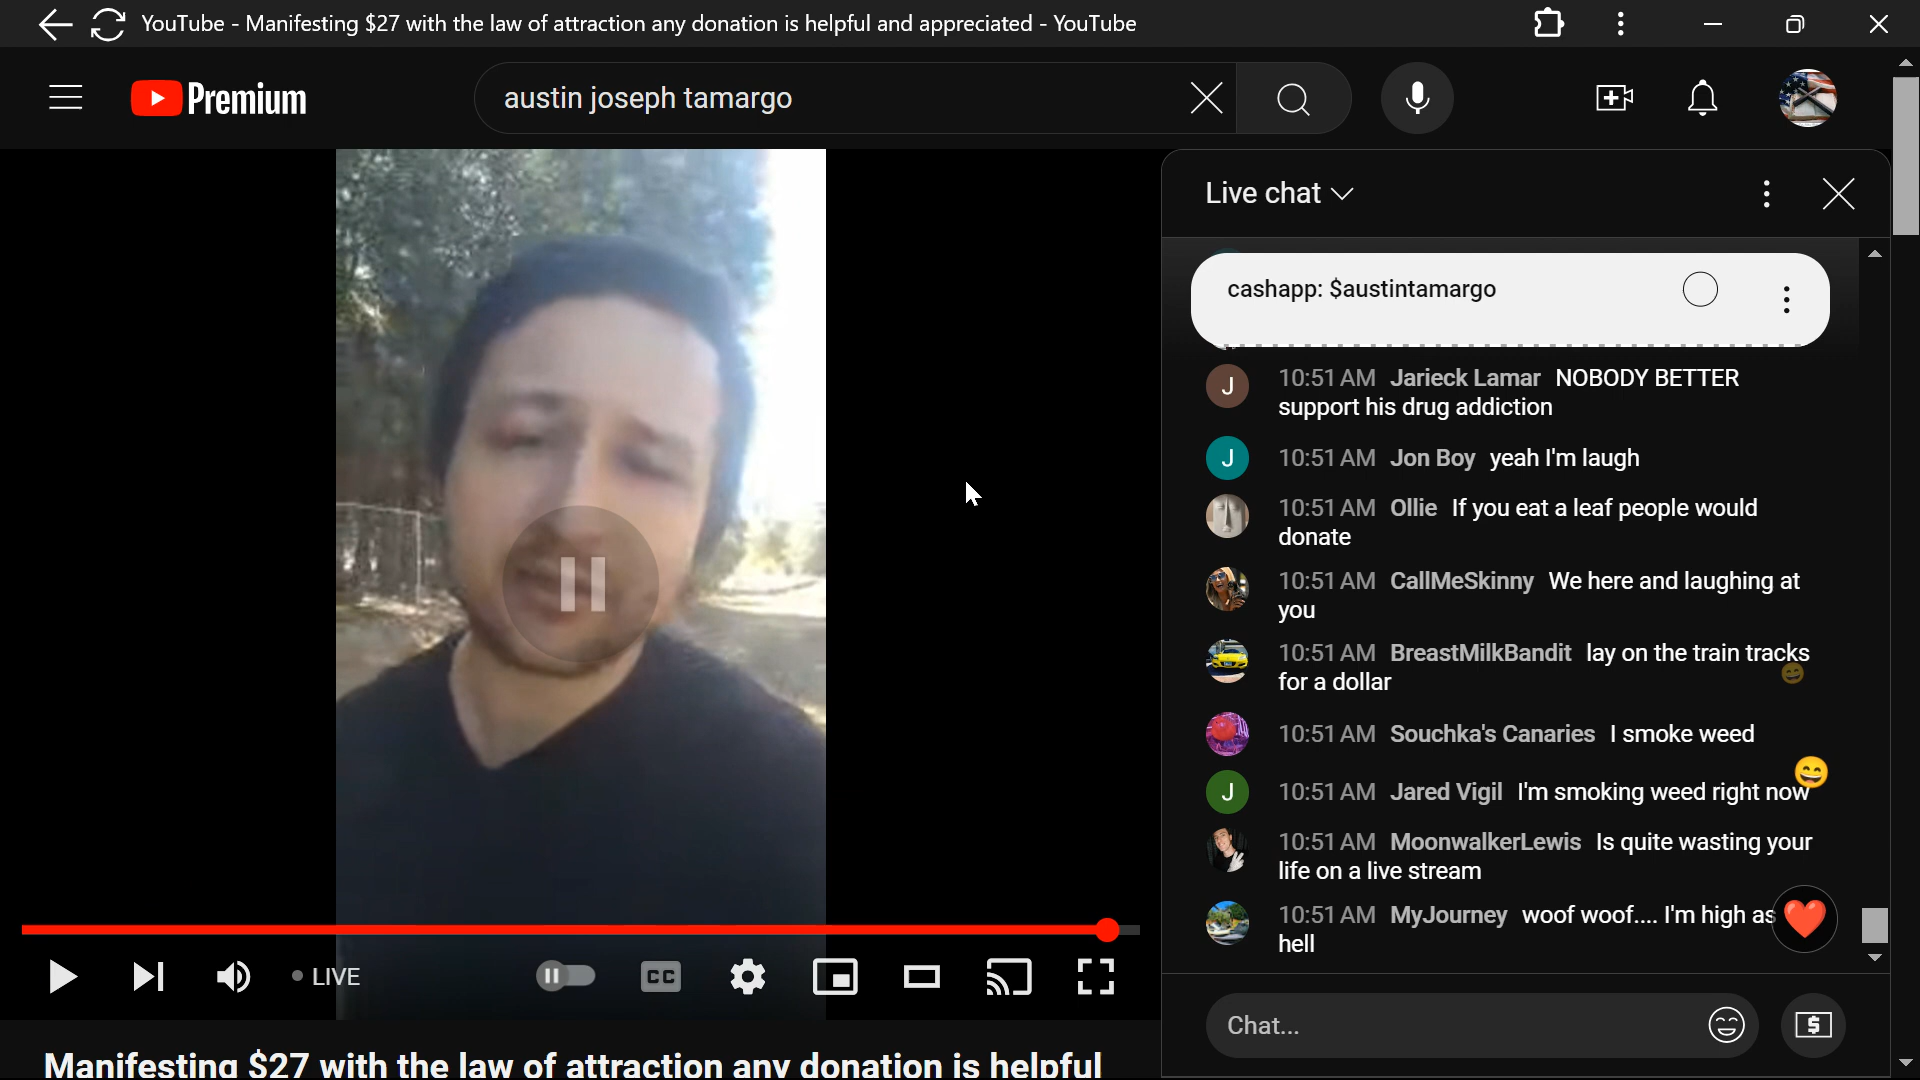 YouTube - Manifesting $27 with the law of attraction any donation is helpful and appreciated - YouTube
Premium
austin joseph tamargo
Live chat
cashapp: $austintamargo
J 10:51 AM Jarieck Lamar NOBODY BETTER
support his drug addiction
J 10:51 AM Jon Boy yeah I'm laugh
10:51 AM Ollie If you eat a leaf people would
donate
10:51 AM CallMeSkinny We here and laughing at
you
10:51 AM BreastMilkBandit lay on the train tracks
for a dollar
10:51 AM Souchka's Canaries I smoke weed
J 10:51 AM Jared Vigil I'm smoking weed right now
10:51 AM MoonwalkerLewis Is quite wasting your
life on a live stream
10:51 AM MyJourney woof woof.... I'm high as
hell
LIVE
CC
Chat...
$
Manifesting $27 with the law of attraction any donation is helpful